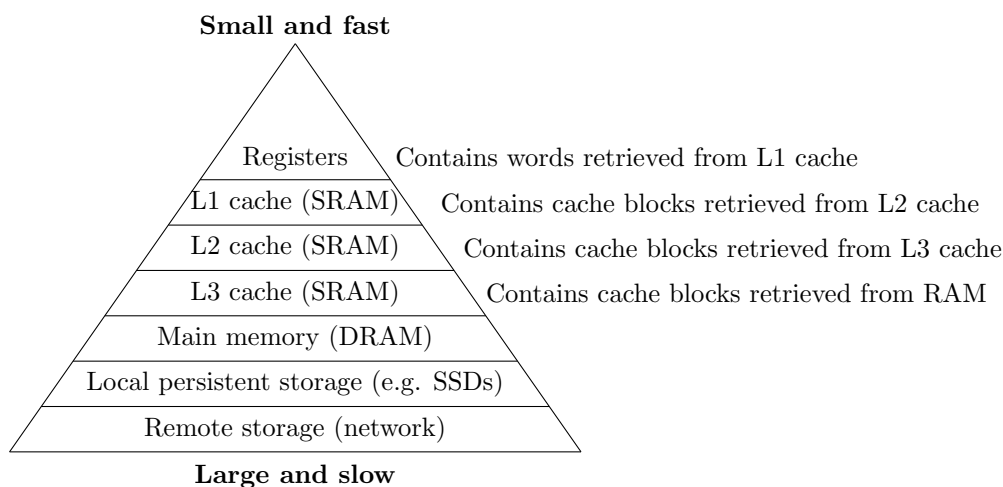 Small and fast
Registers
Contains words retrieved from L1 cache
L1 cache (SRAM)
Contains cache blocks retrieved from L2 cache
L2 cache (SRAM)
Contains cache blocks retrieved from L3 cache
L3 cache (SRAM)
Contains cache blocks retrieved from RAM
Main memory (DRAM)
Local persistent storage (e.g. SSDs)
Remote storage (network)
Large and slow